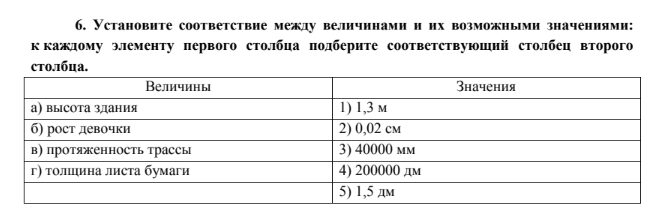 6. Установите соответствие между величинами и их возможными значениями:
к каждому элементу первого столбца подберите соответствующий столбец второго
столбца.
Величины Значения
а) высота здания 1) 1,3 м
б) рост девочки 2) 0,02 см
в) протяженность трассы 3) 40000 мм
г) толщина листа бумаги 4) 200000 дм
5) 1,5 дм